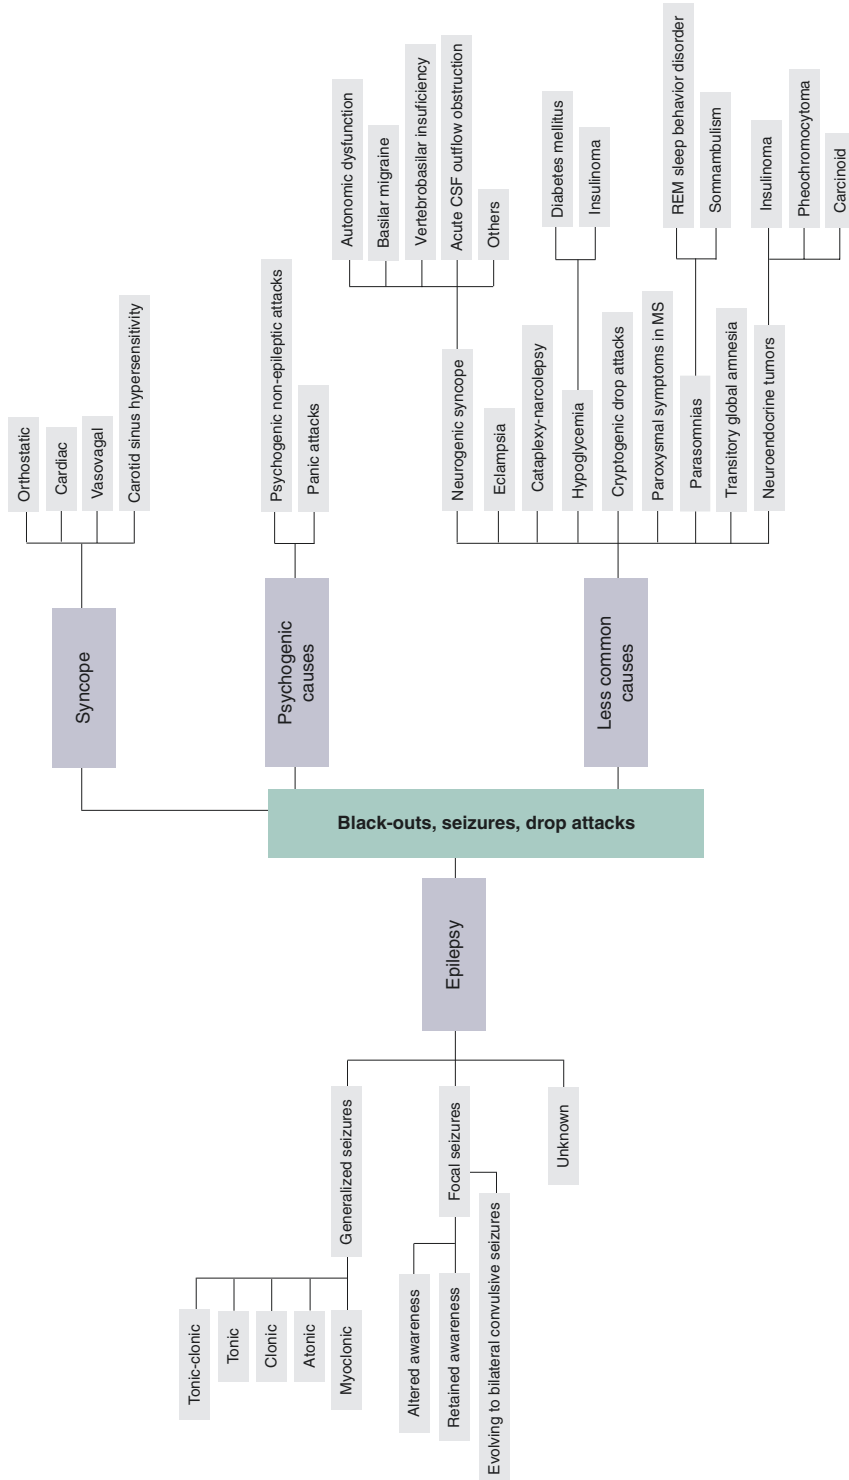 Orthostatic
Cardiac
Vasovagal
Carotid sinus hypersensitivity
Syncope
Psychogenic non-epileptic attacks
Panic attacks
Psychogenic
causes
Autonomic dysfunction
Basilar migraine
Vertebrobasilar insuficiency
Acute CSF outflow obstruction
Others
Neurogenic syncope
Eclampsia
Cataplexy-narcolepsy
Diabetes mellitus
Insulinoma
Hypoglycemia
Cryptogenic drop attacks
Paroxysmal symptoms in MS
REM sleep behavior disorder
Somnambulism
Parasomnias
Transitory global amnesia
Insulinoma
Pheochromocytoma
Carcinoid
Neuroendocrine tumors
Less common
causes
Black-outs, seizures, drop attacks
Epilepsy
Generalized seizures
Tonic-clonic
Tonic
Clonic
Atonic
Myoclonic
Focal seizures
Altered awareness
Retained awareness
Evolving to bilateral convulsive seizures
Unknown